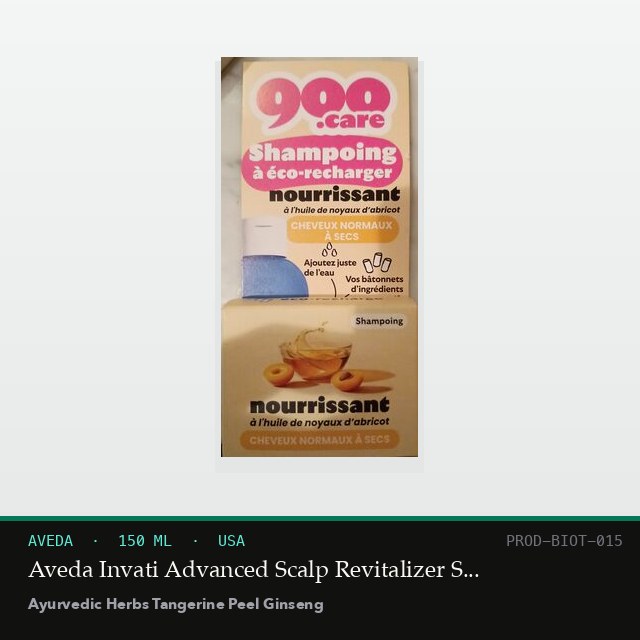 900
.care
Shampoing
à éco-recharger
nourrissant
à l'huile de noyaux d'abricot
CHEVEUX NORMAUX
À SECS
Ajoutez juste
de l'eau
Vos bâtonnets
d'ingrédients
Shampoing
nourrissant
à l'huile de noyaux d'abricot
CHEVEUX NORMAUX À SECS
AVEDA · 150 ML · USA
PROD-BIOT-015
Aveda Invati Advanced Scalp Revitalizer S...
Ayurvedic Herbs Tangerine Peel Ginseng